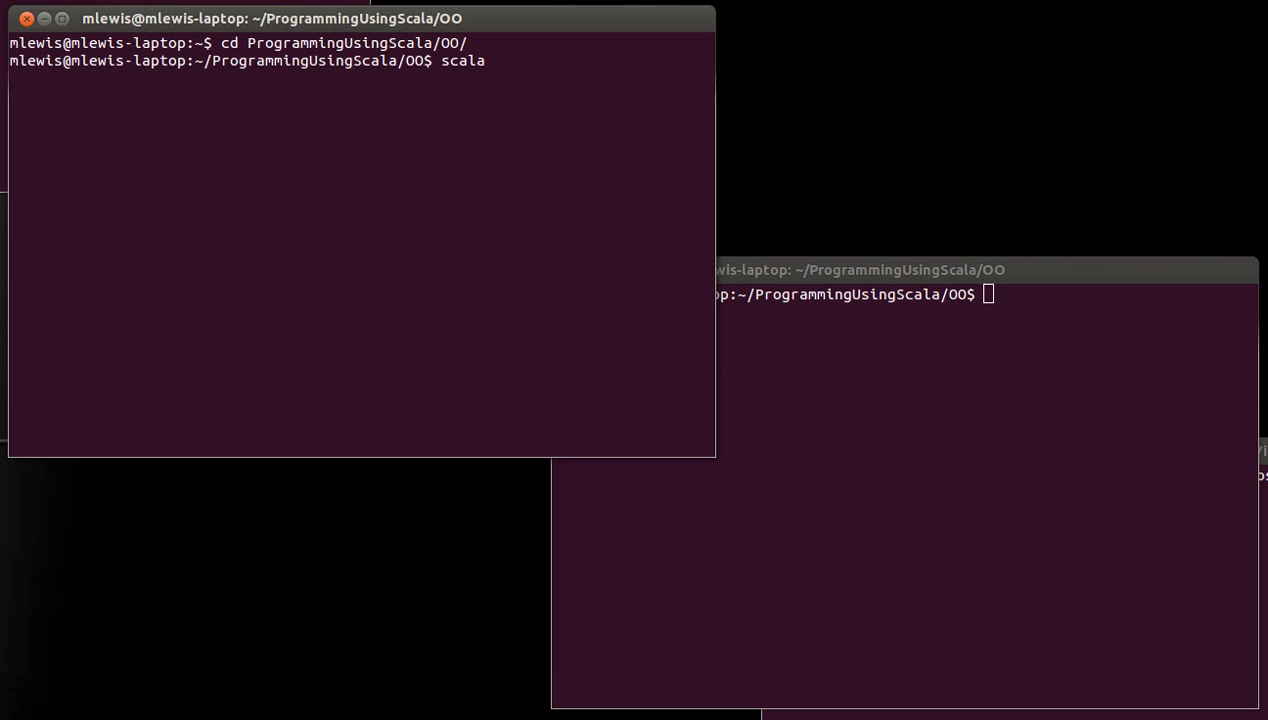 mlewis@mlewis-laptop: ~/ProgrammingUsingScala/OO
mlewis@mlewis-laptop:~$ cd ProgrammingUsingScala/OO/
mlewis@mlewis-laptop:~/ProgrammingUsingScala/OO$ scala
wis-laptop: ~/ProgrammingUsingScala/OO
op:~/ProgrammingUsingScala/OO$